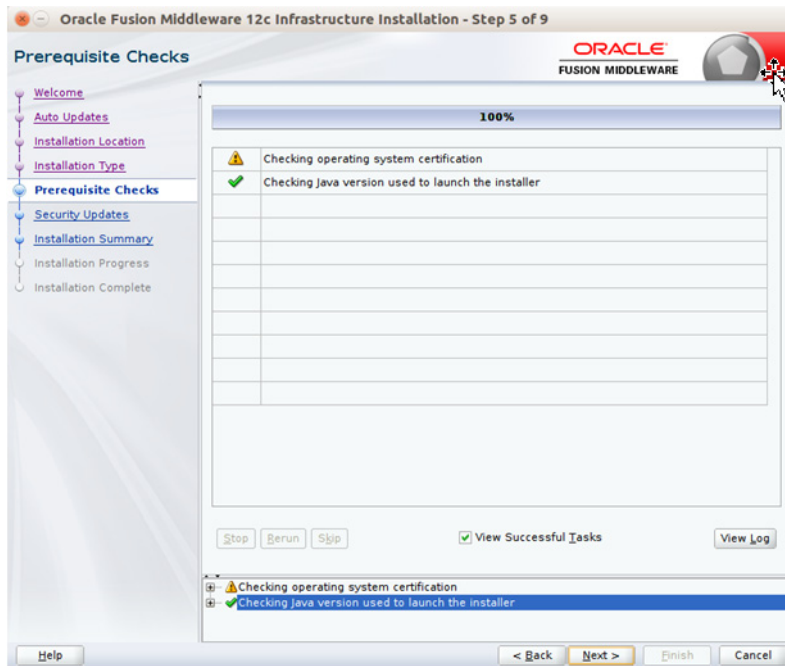 Oracle Fusion Middleware 12c Infrastructure Installation - Step 5 of 9
Prerequisite Checks
ORACLE
FUSION MIDDLEWARE
Welcome
Auto Updates
Installation Location
Installation Type
Prerequisite Checks
Security Updates
Installation Summary
Installation Progress
Installation Complete
100%
Checking operating system certification
Checking Java version used to launch the installer
Stop Rerun Skip View Successful Tasks View Log
Checking operating system certification
Checking Java version used to launch the installer
Help < Back Next > Finish Cancel